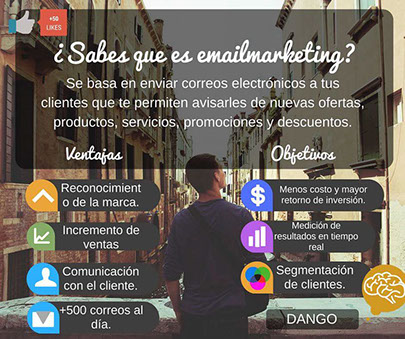 +50
LIKES
¿Sabes que es emailmarketing?
Se basa en enviar correos electrónicos a tus
clientes que te permiten avisarles de nuevas ofertas,
productos, servicios, promociones y descuentos.
Ventajas
Reconocimient
o de la marca.
Incremento de
ventas
Comunicación
con el cliente.
+500 correos al
día.
Objetivos
Menos costo y mayor
retorno de inversión.
Medición de
resultados en tiempo
real
Segmentación
de clientes.
DANGO